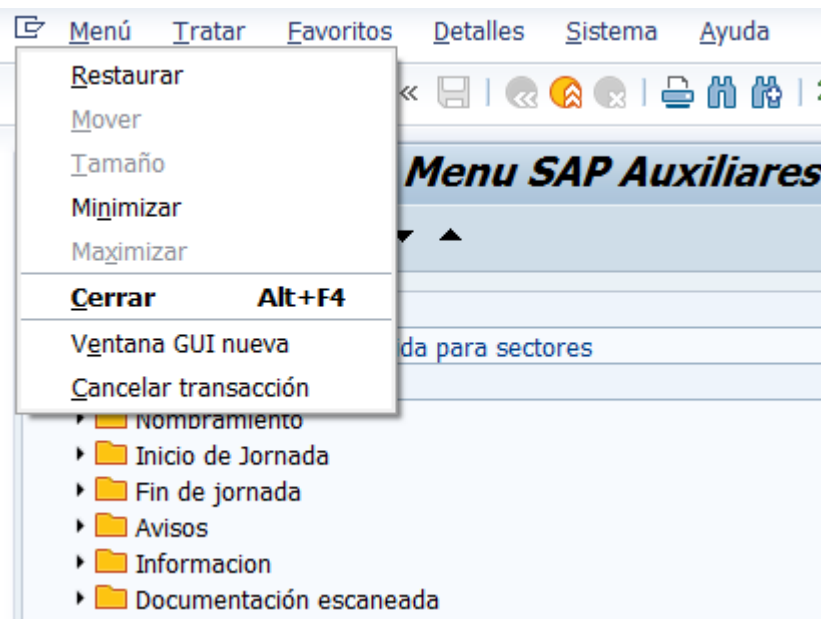 Menú Tratar Favoritos Detalles Sistema Ayuda
Restaurar
Mover
Tamaño
Minimizar
Maximizar
Cerrar Alt+F4
Ventana GUI nueva
Cancelar transacción
Menu SAP Auxiliares
para sectores
Nombramiento
Inicio de Jornada
Fin de jornada
Avisos
Informacion
Documentación escaneada